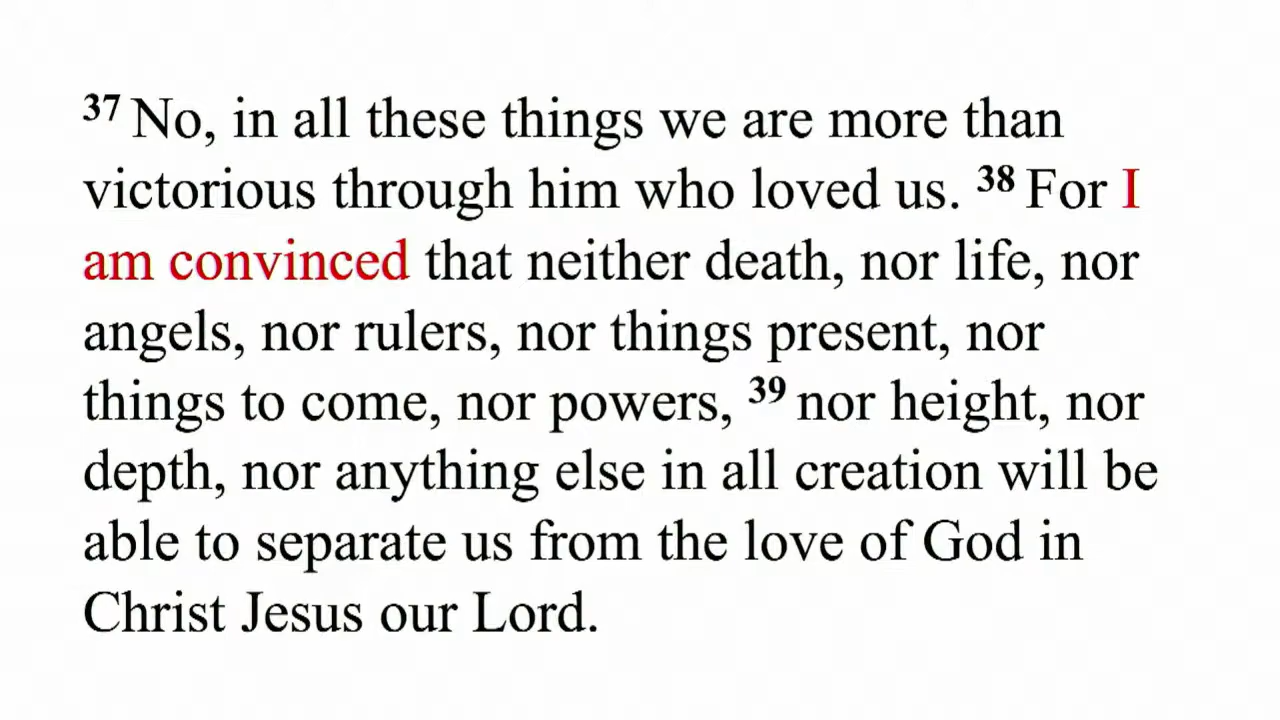 37 No, in all these things we are more than
victorious through him who loved us. 38 For I
am convinced that neither death, nor life, nor
angels, nor rulers, nor things present, nor
things to come, nor powers, 39 nor height, nor
depth, nor anything else in all creation will be
able to separate us from the love of God in
Christ Jesus our Lord.